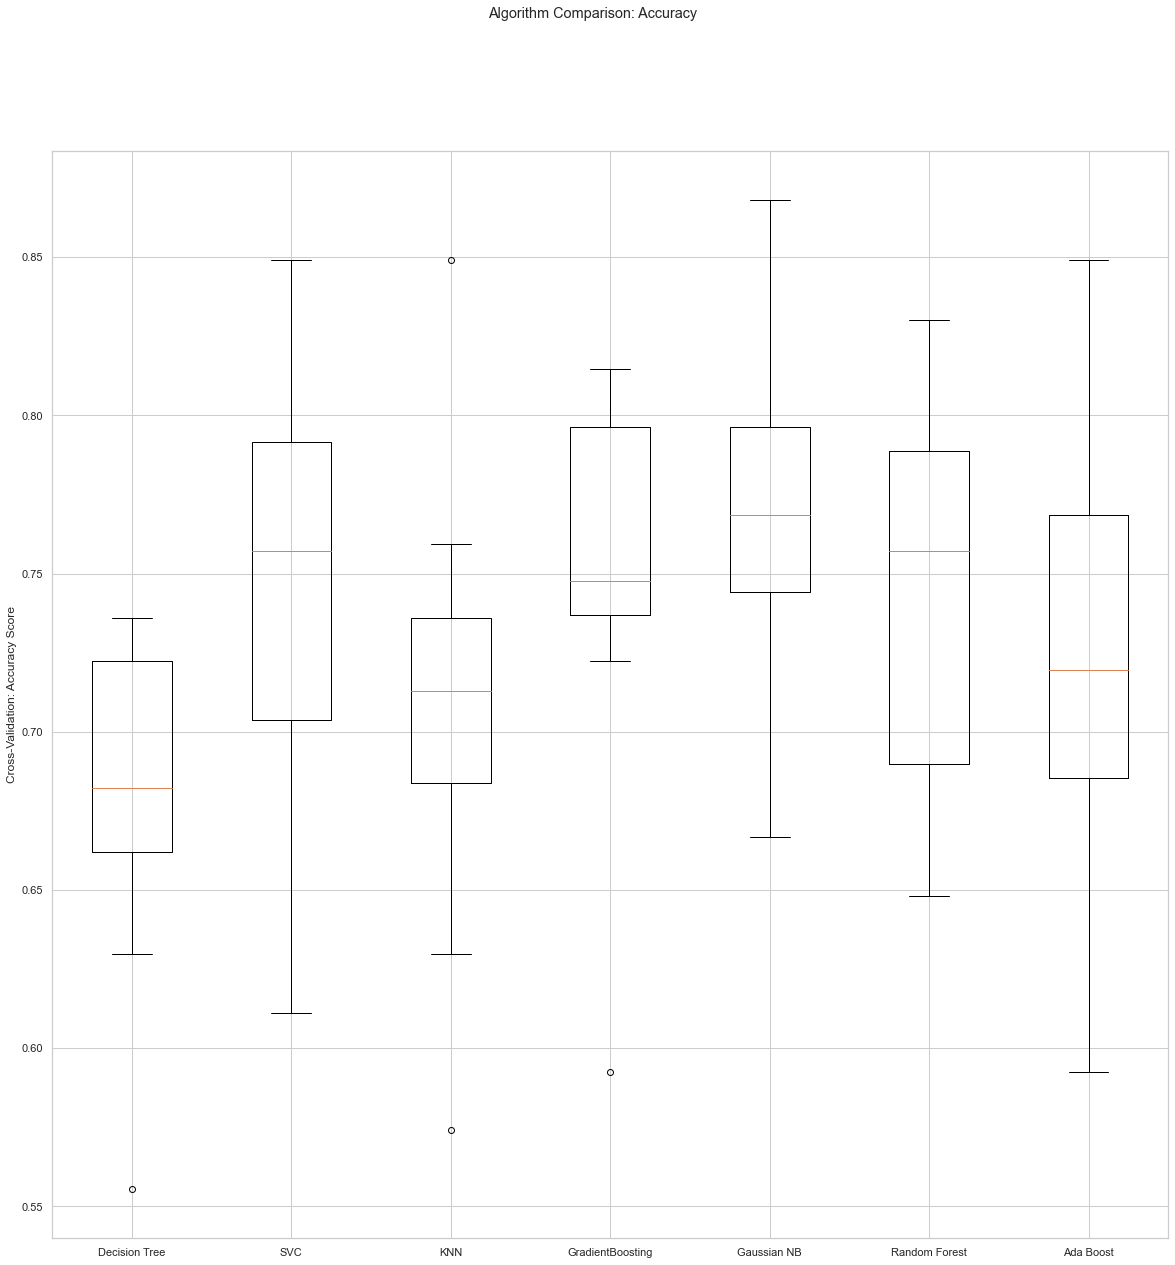 Algorithm Comparison: Accuracy
Cross-Validation: Accuracy Score
0.85
0.80
0.75
0.70
0.65
0.60
0.55
Decision Tree
SVC
KNN
GradientBoosting
Gaussian NB
Random Forest
Ada Boost